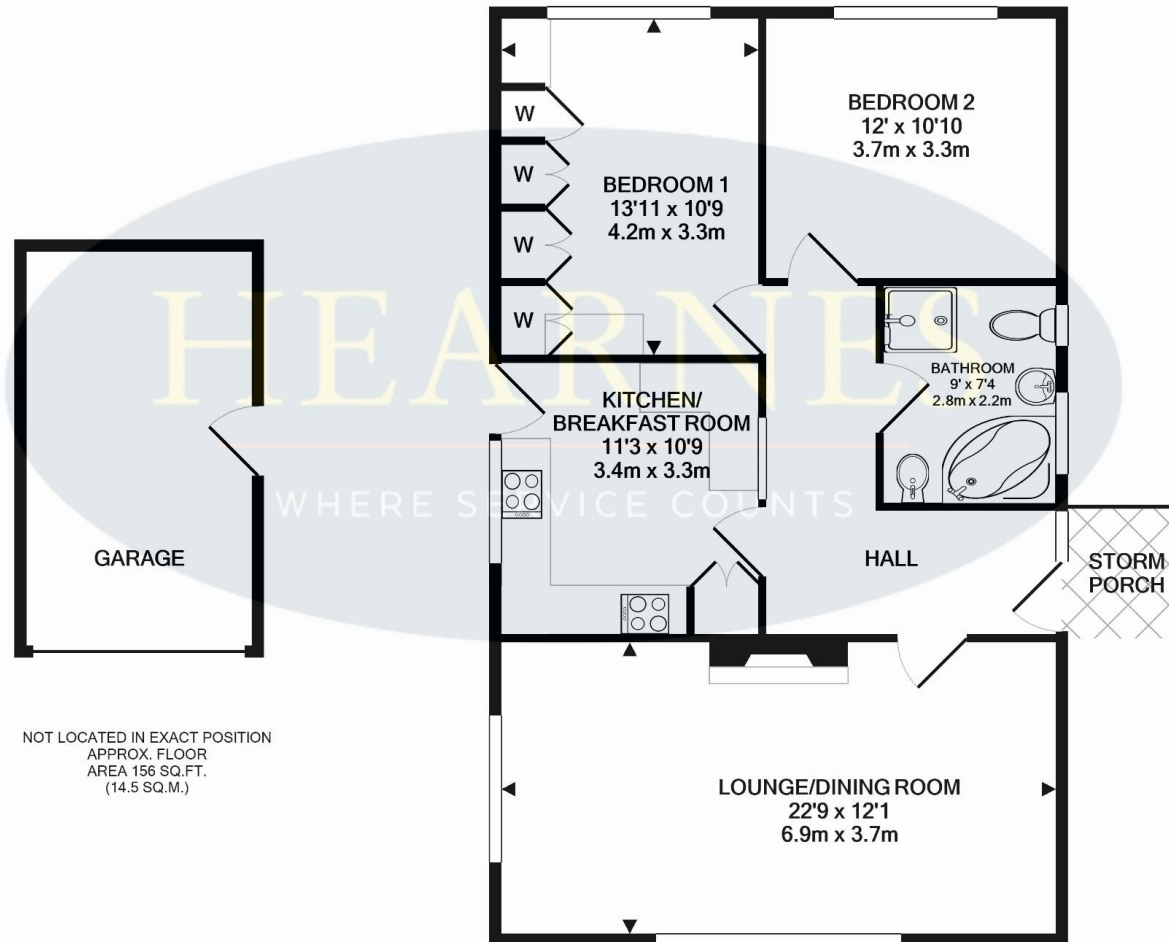 BEDROOM 2
12' x 10'10
3.7m x 3.3m
W
W
W
W
BEDROOM 1
13'11 x 10'9
4.2m x 3.3m
HEARNES
WHERE SERVICE COUNTS
BATHROOM
9' x 7'4
2.8m x 2.2m
KITCHEN/
BREAKFAST ROOM
11'3 x 10'9
3.4m x 3.3m
GARAGE
HALL
STORM
PORCH
NOT LOCATED IN EXACT POSITION
APPROX. FLOOR
AREA 156 SQ.FT.
(14.5 SQ.M.)
LOUNGE/DINING ROOM
22'9 x 12'1
6.9m x 3.7m